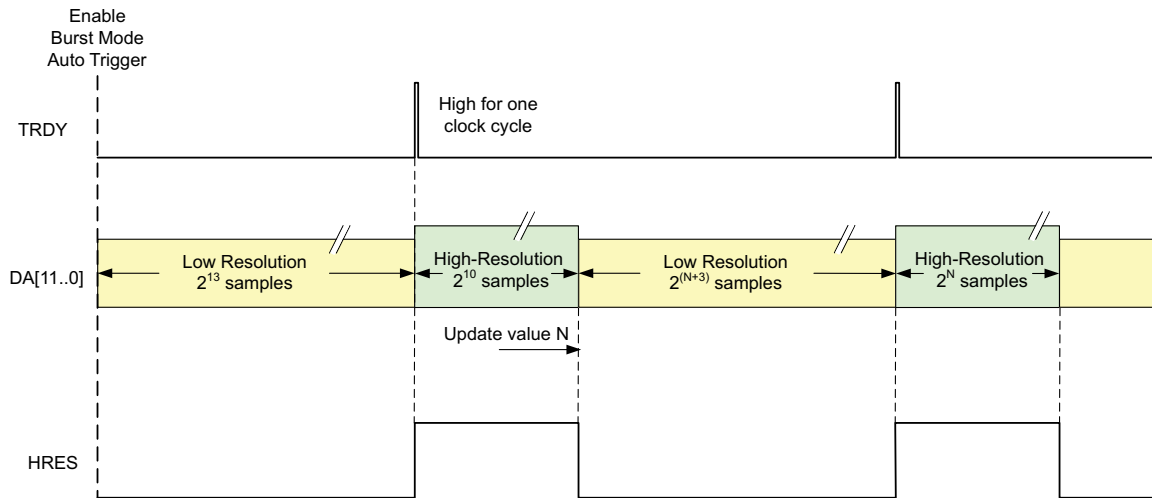 Enable
Burst Mode
Auto Trigger
TRDY
High for one
clock cycle
DA[11..0]
Low Resolution
2^13 samples
High-Resolution
2^10 samples
Low Resolution
2^(N+3) samples
High-Resolution
2^N samples
Update value N
HRES